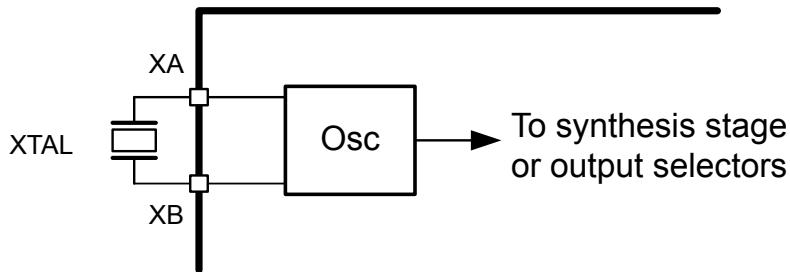 XA
XTAL
Osc
To synthesis stage
or output selectors
XB